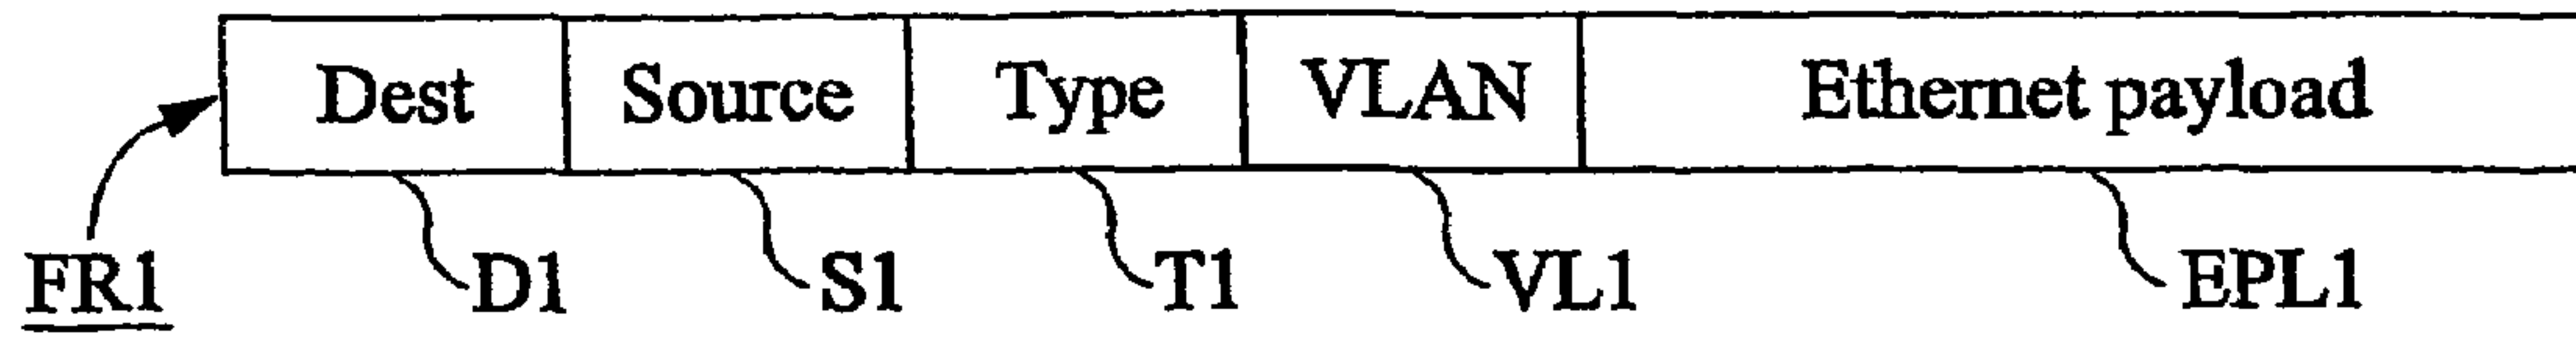 Dest Source Type VLAN Ethernet payload
FR1 D1 S1 T1 VL1 EPL1